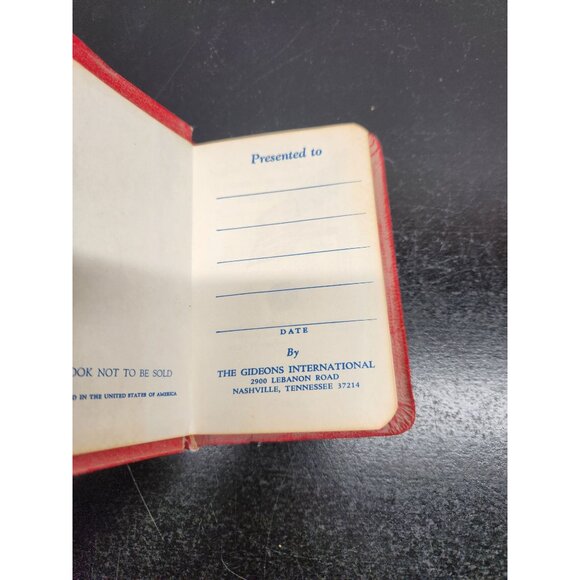 OOK NOT TO BE SOLD
D IN THE UNITED STATES OF AMERICA
Presented to
DATE
By
THE GIDEONS INTERNATIONAL
2900 LEBANON ROAD
NASHVILLE, TENNESSEE 37214